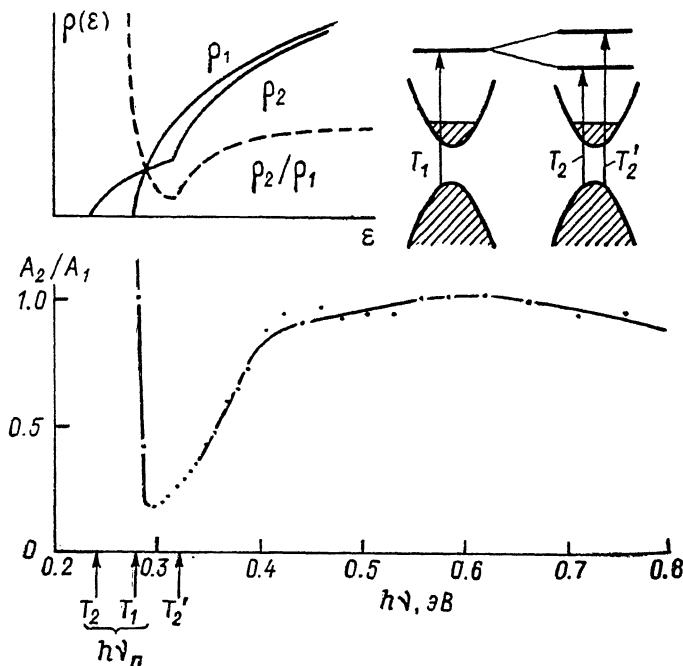 ρ(ε)
ρ₁
ρ₂
ρ₂/ρ₁
ε
T₁
T₂
T₂'
A₂/A₁
1.0
0.5
0
0.2
0.3
0.4
0.5
0.6
0.7
0.8
T₂
T₁
T₂'
hν, эВ
hνп